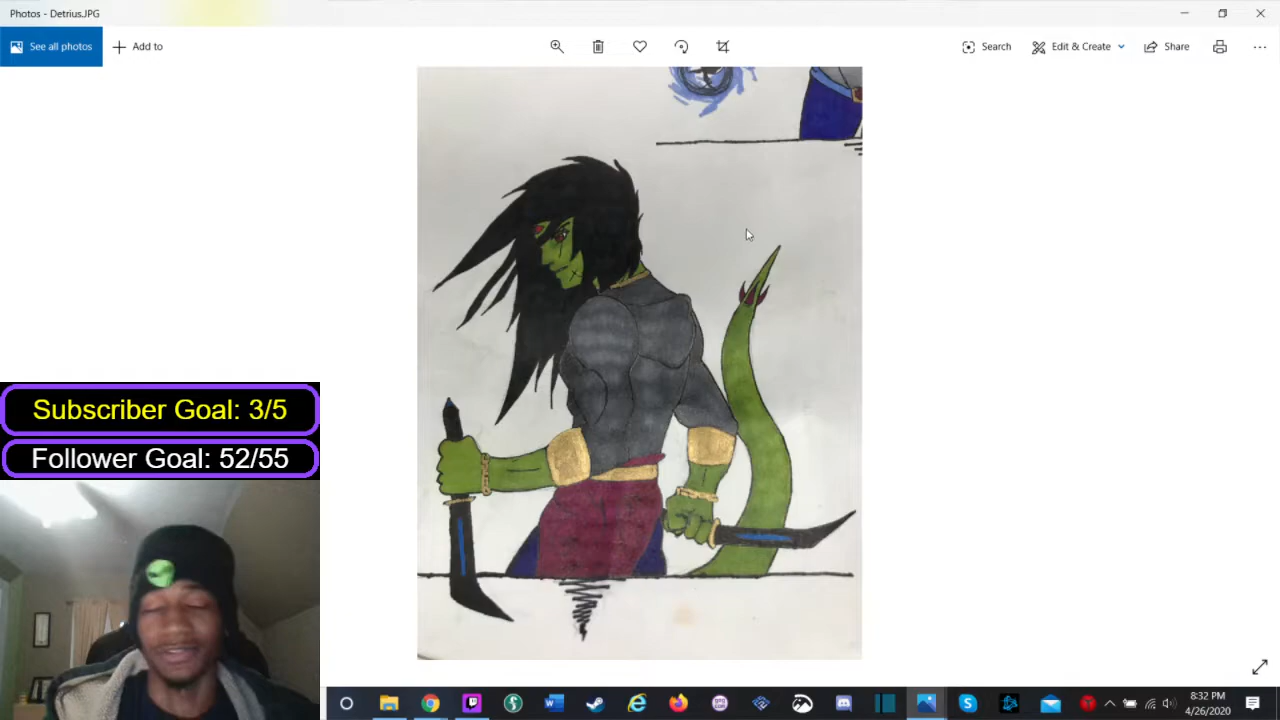 Photos - Detrius.JPG
See all photos
Add to
Search
Edit & Create
Share
Subscriber Goal: 3/5
Follower Goal: 52/55
8:32 PM
4/26/2020